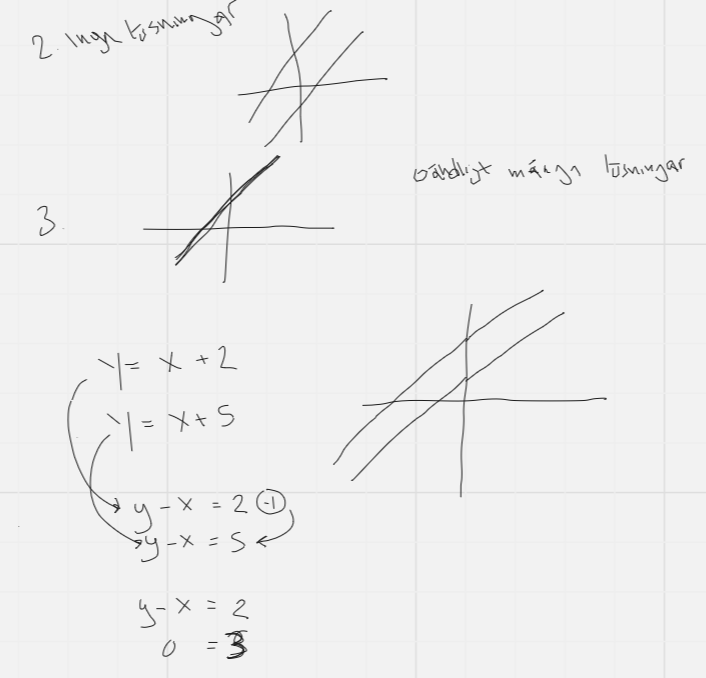 2. Inga lösningar
3. oändligt många lösningar
y = x + 2
y = x + 5
y - x = 2 (-1)
y - x = 5
y - x = 2
0 = 3